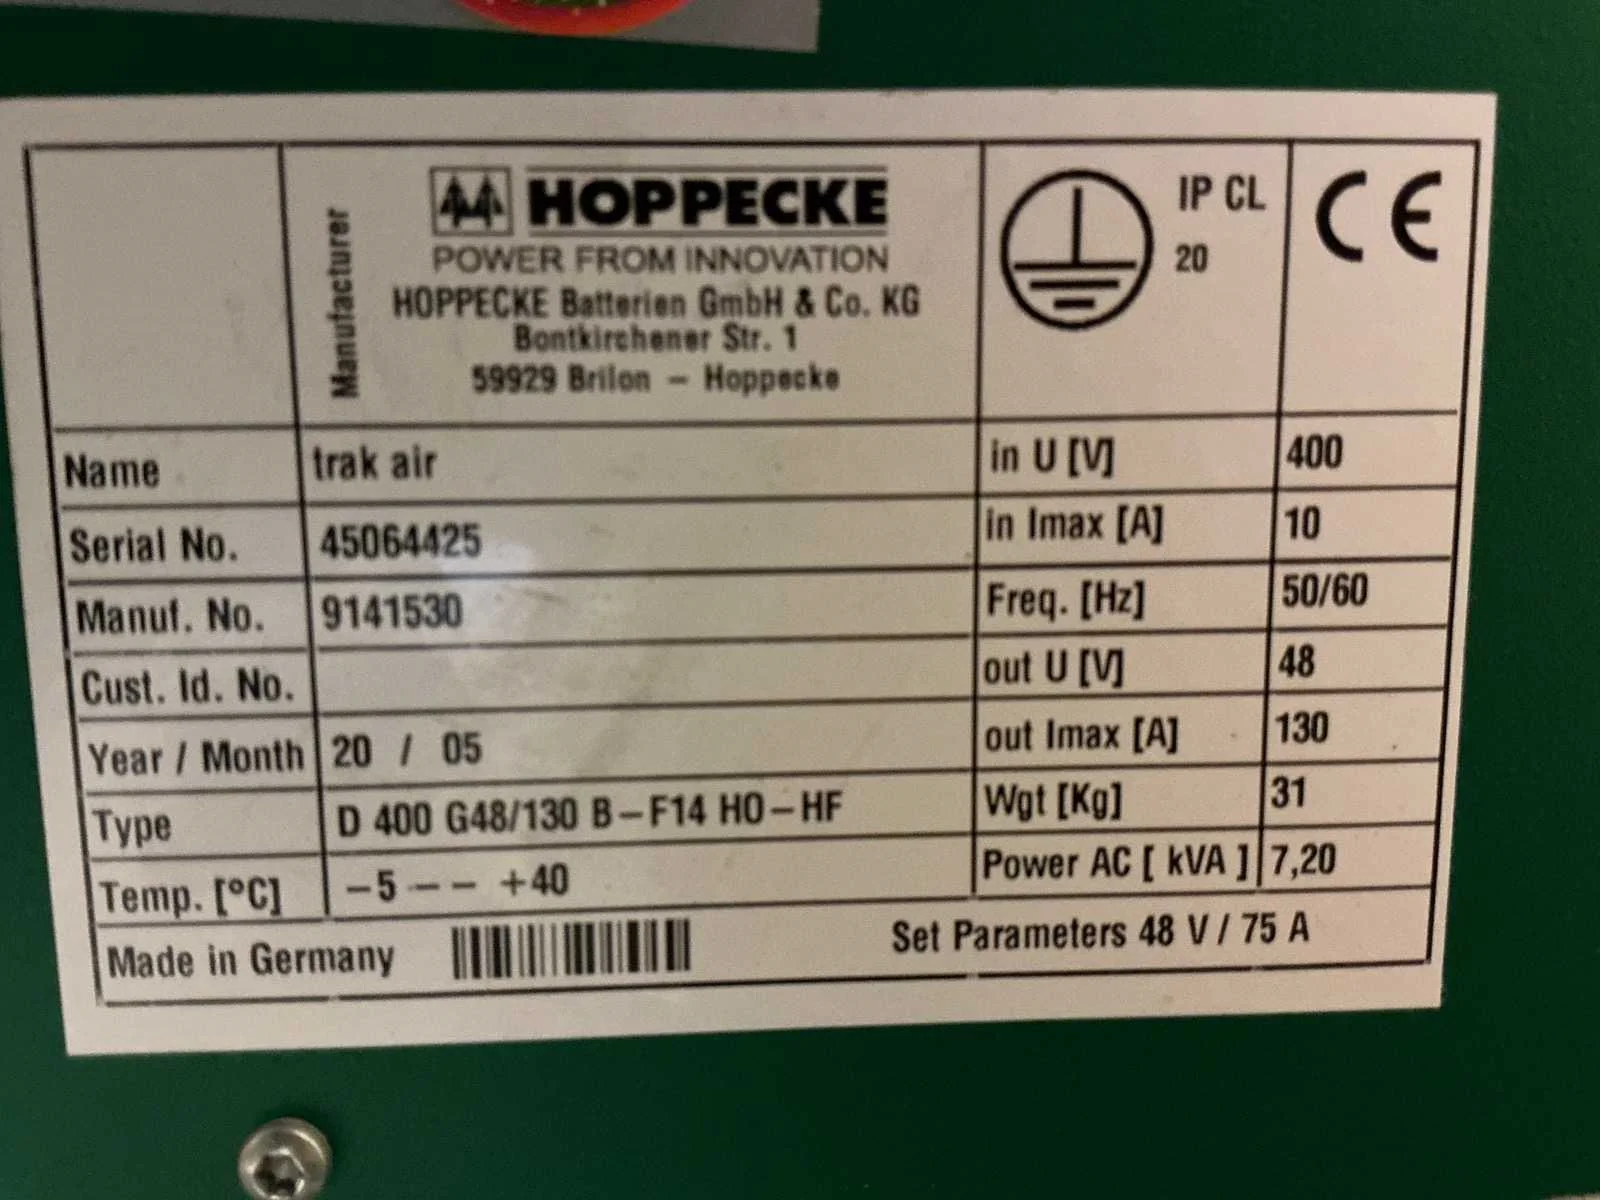 HOPPECKE
POWER FROM INNOVATION
Manufacturer
HOPPECKE Batterien GmbH & Co. KG
Bontkirchener Str. 1
59929 Brilon – Hoppecke
IP CL
20
CE
Name trak air
in U [V] 400
Serial No. 45064425
in Imax [A] 10
Manuf. No. 9141530
Freq. [Hz] 50/60
Cust. Id. No.
out U [V] 48
Year / Month 20 / 05
out Imax [A] 130
Type D 400 G48/130 B–F14 HO–HF
Wgt [Kg] 31
Temp. [°C] –5 –– +40
Power AC [ kVA ] 7,20
Made in Germany
Set Parameters 48 V / 75 A